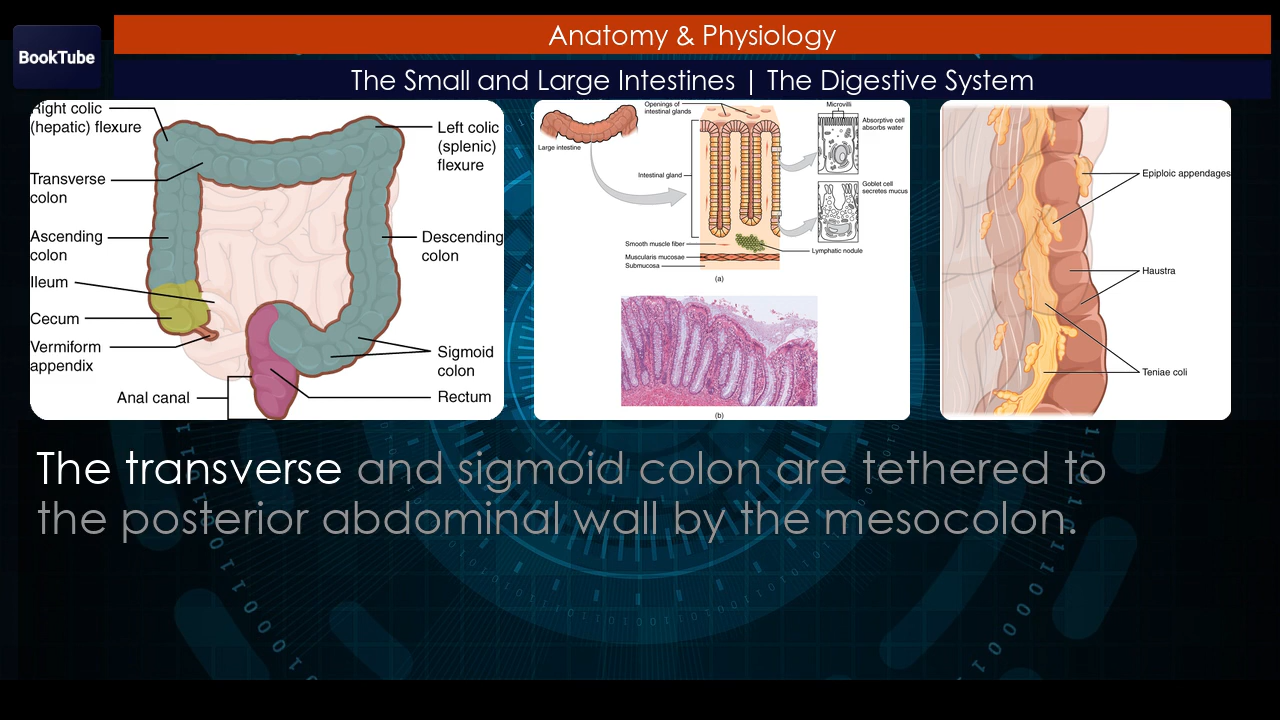 BookTube
Anatomy & Physiology
The Small and Large Intestines | The Digestive System
Right colic
(hepatic) flexure
Transverse
colon
Ascending
colon
Ileum
Cecum
Vermiform
appendix
Anal canal
Left colic
(splenic)
flexure
Descending
colon
Sigmoid
colon
Rectum
Large intestine
Openings of
intestinal glands
Intestinal gland
Smooth muscle fiber
Muscularis mucosae
Submucosa
Microvilli
Absorptive cell
absorbs water
Goblet cell
secretes mucus
Lymphatic nodule
(a)
(b)
Epiploic appendages
Haustra
Teniae coli
The transverse and sigmoid colon are tethered to
the posterior abdominal wall by the mesocolon.